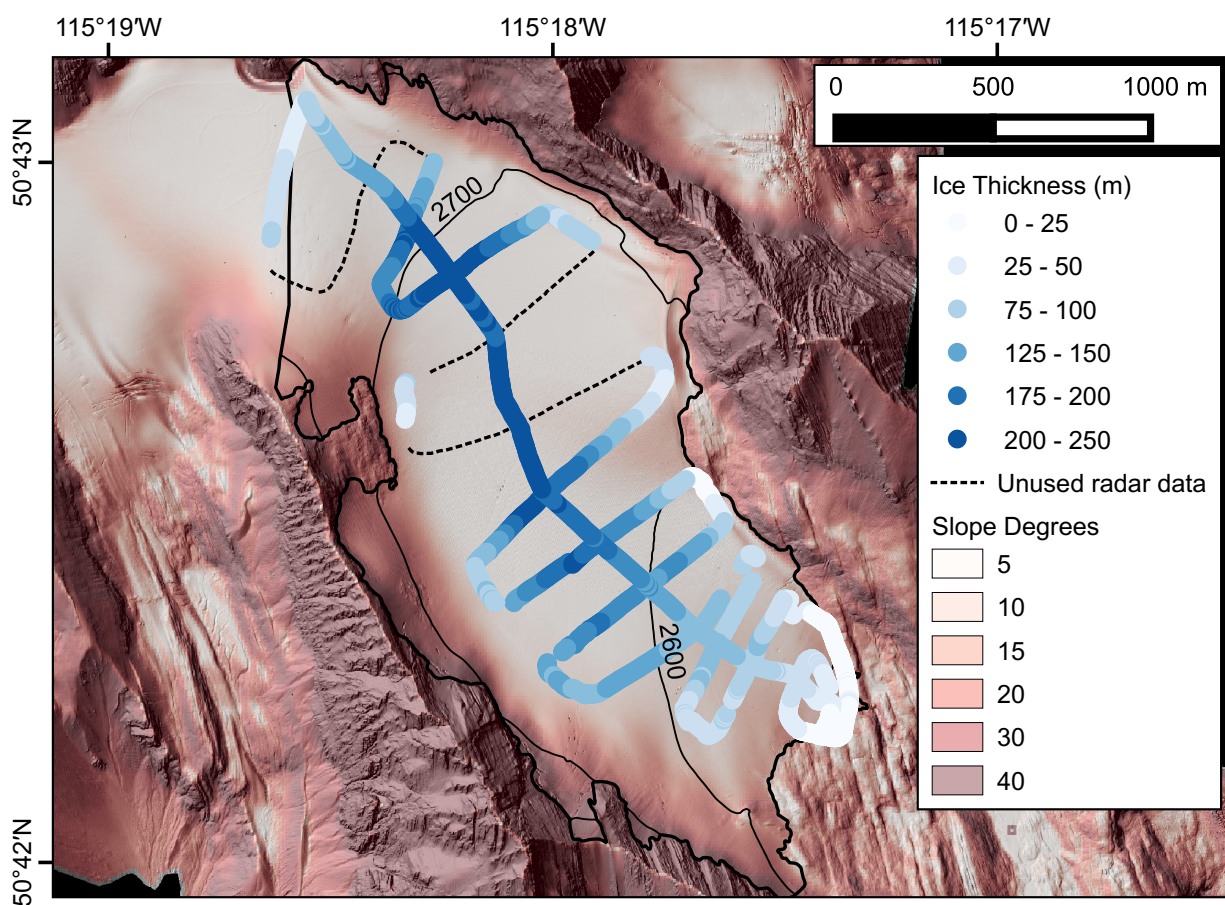 115°19′W 115°18′W 115°17′W
0 500 1000 m
50°43′N
50°42′N
2700
2600
Ice Thickness (m)
0 - 25
25 - 50
75 - 100
125 - 150
175 - 200
200 - 250
Unused radar data
Slope Degrees
5
10
15
20
30
40